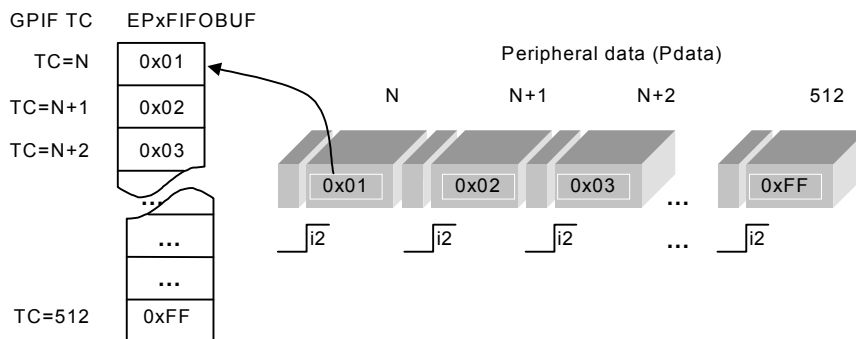 GPIF TC EPxFIFOBUF
TC=N 0x01
TC=N+1 0x02
TC=N+2 0x03
...
...
...
TC=512 0xFF
Peripheral data (Pdata)
N N+1 N+2 512
0x01 0x02 0x03 ... 0xFF
i2 i2 i2 ... i2